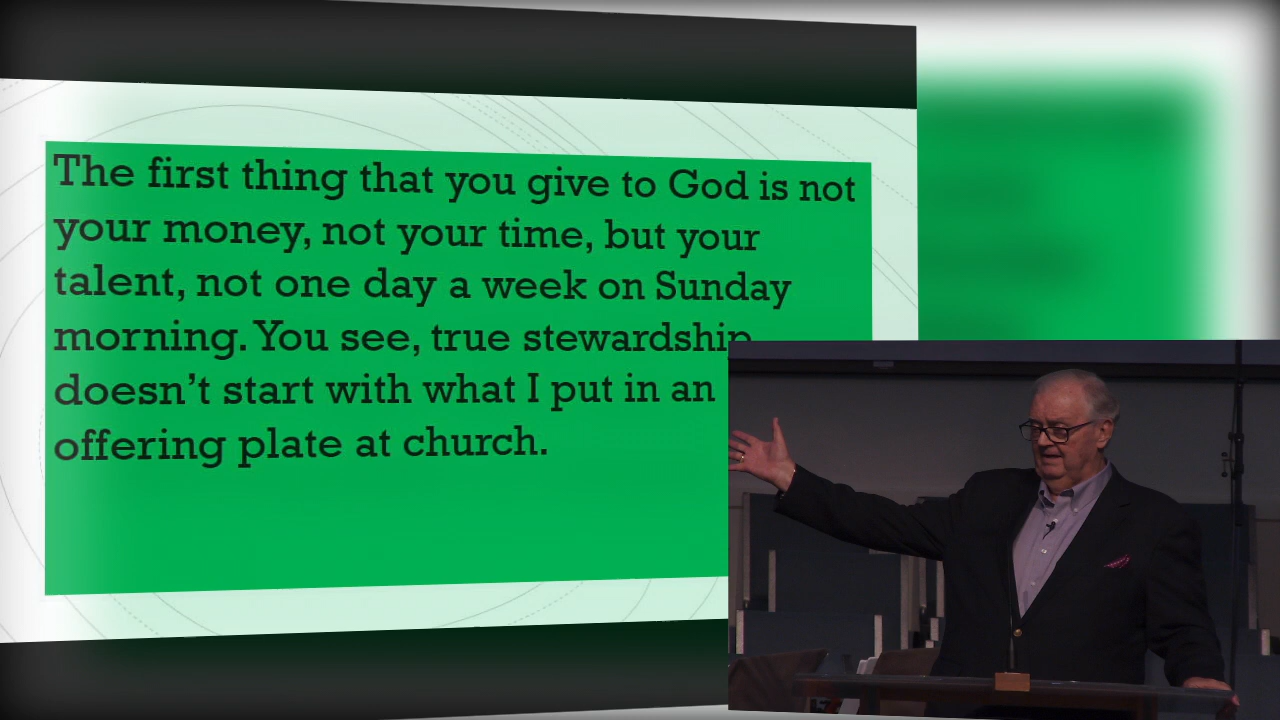 The first thing that you give to God is not
your money, not your time, but your
talent, not one day a week on Sunday
morning. You see, true stewardship
doesn’t start with what I put in an
offering plate at church.